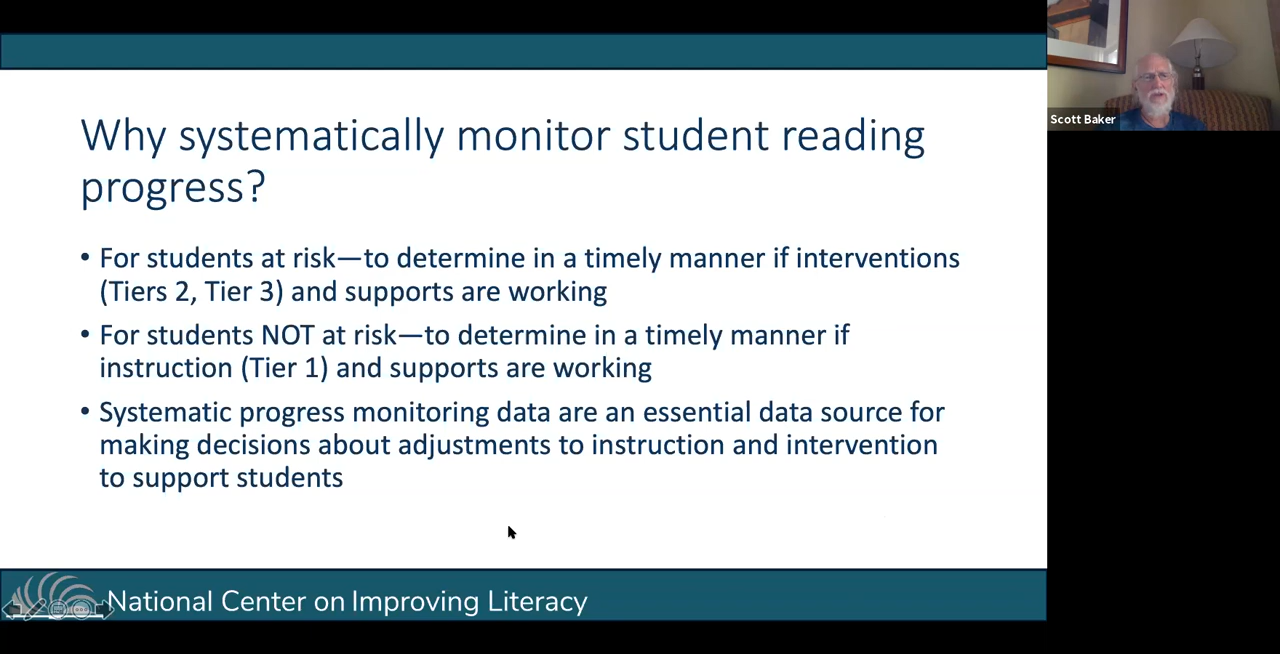 Why systematically monitor student reading
progress?
• For students at risk—to determine in a timely manner if interventions
(Tiers 2, Tier 3) and supports are working
• For students NOT at risk—to determine in a timely manner if
instruction (Tier 1) and supports are working
• Systematic progress monitoring data are an essential data source for
making decisions about adjustments to instruction and intervention
to support students
National Center on Improving Literacy
Scott Baker